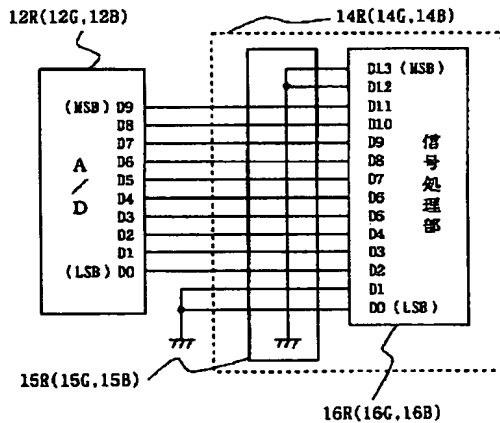 12R(12G,12B)
14R(14G,14B)
(MSB) D9
D8
D7
D6
D5
D4
D3
D2
D1
(LSB) D0
A/D
D13 (MSB)
D12
D11
D10
D9
D8
D7
D6
D6
D4
D3
D2
D1
D0 (LSB)
信号処理部
15R(15G,15B)
16R(16G,16B)